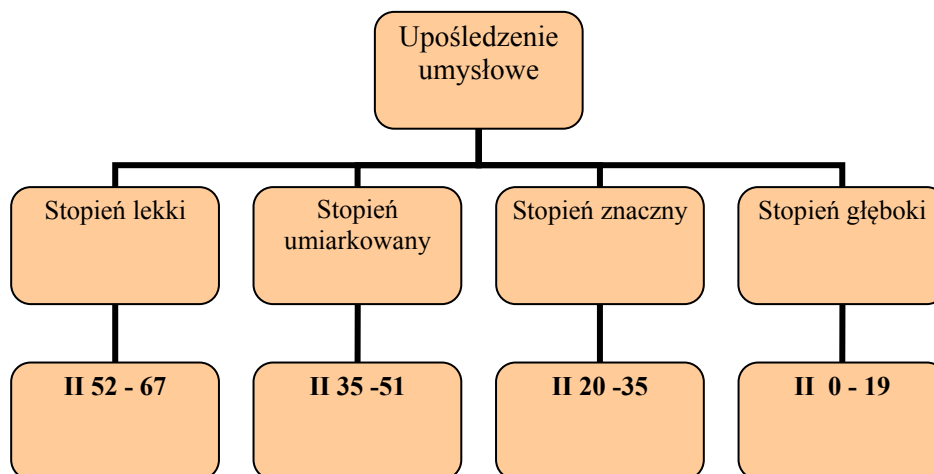 Upośledzenie
umysłowe
Stopień lekki
Stopień
umiarkowany
Stopień znaczny
Stopień głęboki
II 52 - 67
II 35 -51
II 20 -35
II 0 - 19